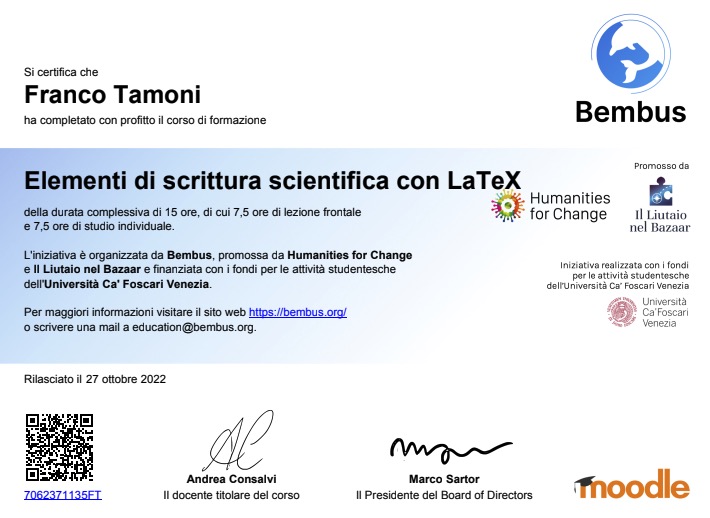 Si certifica che
Franco Tamoni
ha completato con profitto il corso di formazione
Bembus
Elementi di scrittura scientifica con LaTeX
della durata complessiva di 15 ore, di cui 7,5 ore di lezione frontale
e 7,5 ore di studio individuale.
L'iniziativa è organizzata da Bembus, promossa da Humanities for Change
e Il Liutaio nel Bazaar e finanziata con i fondi per le attività studentesche
dell'Università Ca' Foscari Venezia.
Per maggiori informazioni visitare il sito web https://bembus.org/
o scrivere una mail a education@bembus.org.
Promosso da
Humanities
for Change
Il Liutaio
nel Bazaar
Iniziativa realizzata con i fondi
per le attività studentesche
dell'Università Ca' Foscari Venezia
Università
Ca'Foscari
Venezia
Rilasciato il 27 ottobre 2022
7062371135FT
Andrea Consalvi
Il docente titolare del corso
Marco Sartor
Il Presidente del Board of Directors
moodle